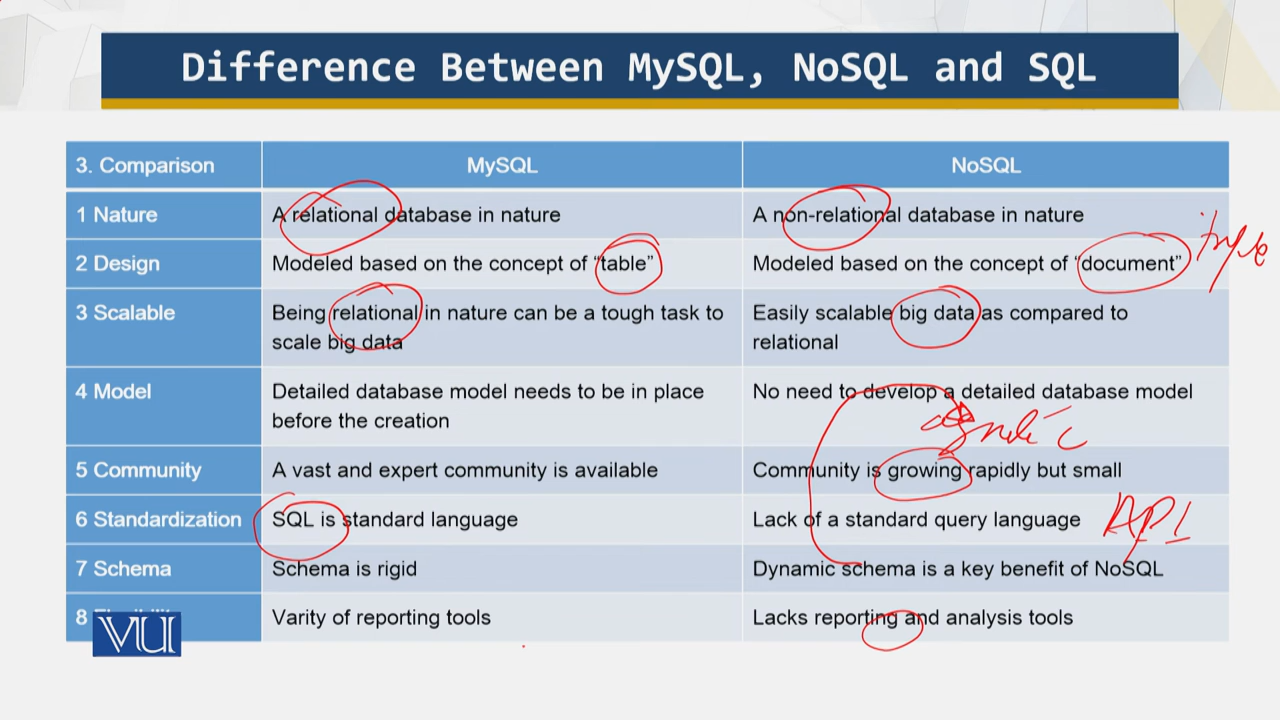 Difference Between MySQL, NoSQL and SQL
3. Comparison MySQL NoSQL
1 Nature A relational database in nature A non-relational database in nature
2 Design Modeled based on the concept of “table” Modeled based on the concept of “document”
3 Scalable Being relational in nature can be a tough task to Easily scalable big data as compared to
scale big data relational
4 Model Detailed database model needs to be in place No need to develop a detailed database model
before the creation
5 Community A vast and expert community is available Community is growing rapidly but small
6 Standardization SQL is standard language Lack of a standard query language API
7 Schema Schema is rigid Dynamic schema is a key benefit of NoSQL
8 Varity of reporting tools Lacks reporting and analysis tools
VU